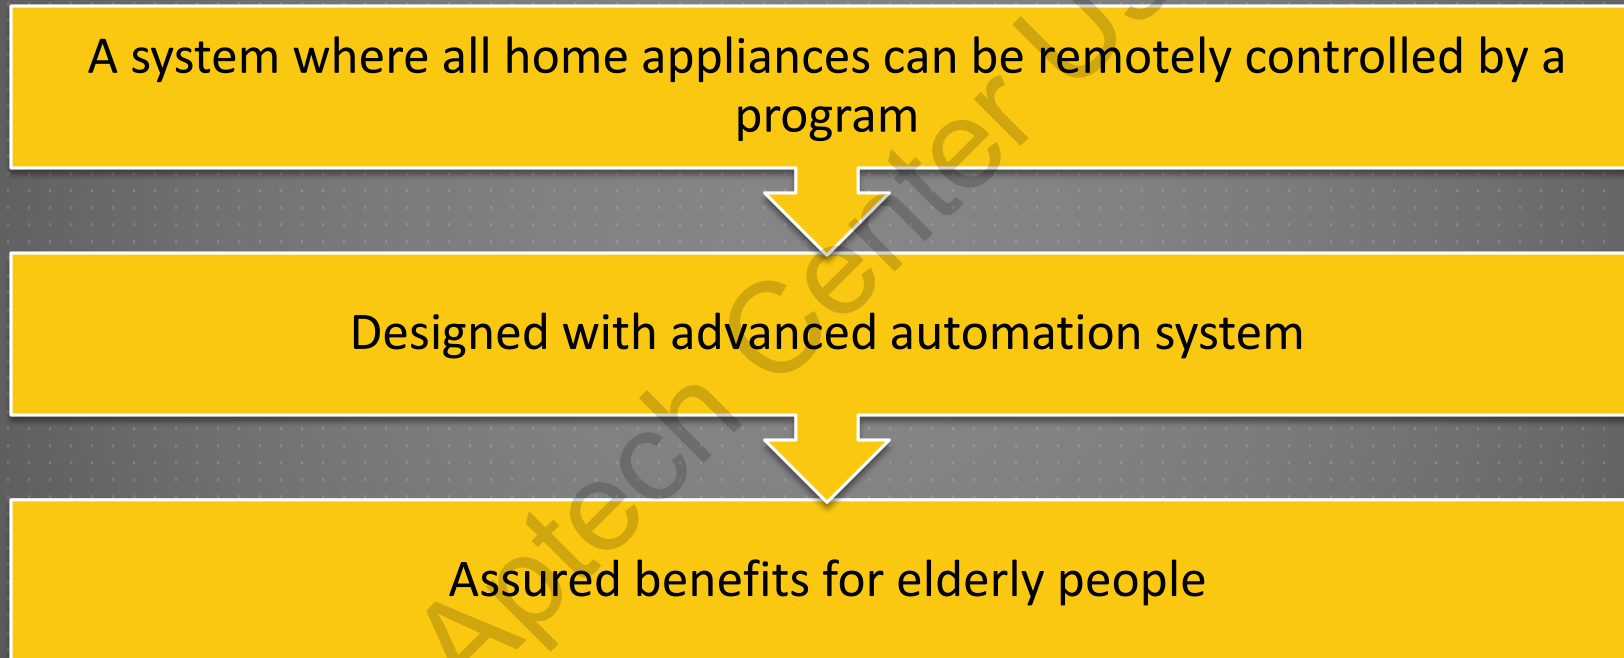 A system where all home appliances can be remotely controlled by a
program
Designed with advanced automation system
Assured benefits for elderly people
Aptech Center